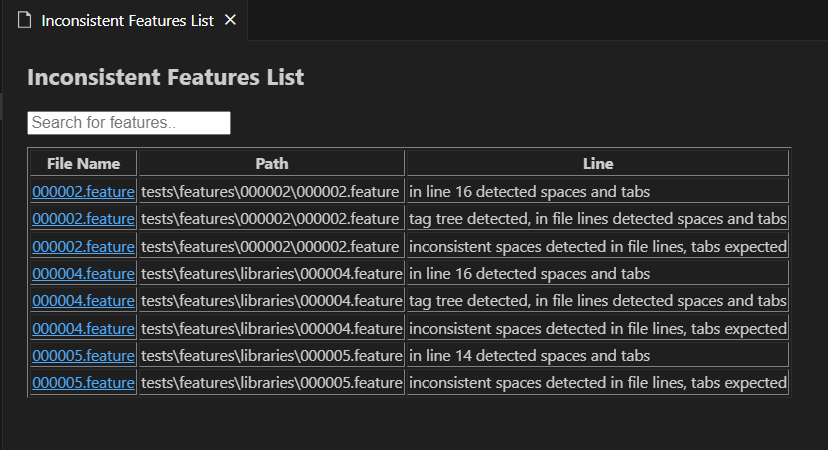 Inconsistent Features List
Inconsistent Features List
Search for features..
File Name Path Line
000002.feature tests\features\000002\000002.feature in line 16 detected spaces and tabs
000002.feature tests\features\000002\000002.feature tag tree detected, in file lines detected spaces and tabs
000002.feature tests\features\000002\000002.feature inconsistent spaces detected in file lines, tabs expected
000004.feature tests\features\libraries\000004.feature in line 16 detected spaces and tabs
000004.feature tests\features\libraries\000004.feature tag tree detected, in file lines detected spaces and tabs
000004.feature tests\features\libraries\000004.feature inconsistent spaces detected in file lines, tabs expected
000005.feature tests\features\libraries\000005.feature in line 14 detected spaces and tabs
000005.feature tests\features\libraries\000005.feature inconsistent spaces detected in file lines, tabs expected